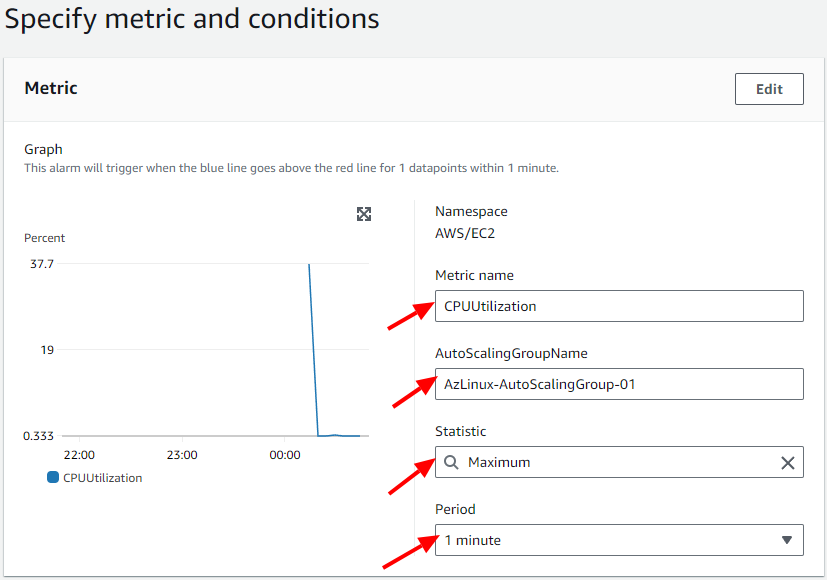 Specify metric and conditions
Metric
Edit
Graph
This alarm will trigger when the blue line goes above the red line for 1 datapoints within 1 minute.
Percent
37.7
19
0.333
22:00
23:00
00:00
CPUUtilization
Namespace
AWS/EC2
Metric name
CPUUtilization
AutoScalingGroupName
AzLinux-AutoScalingGroup-01
Statistic
Maximum
Period
1 minute